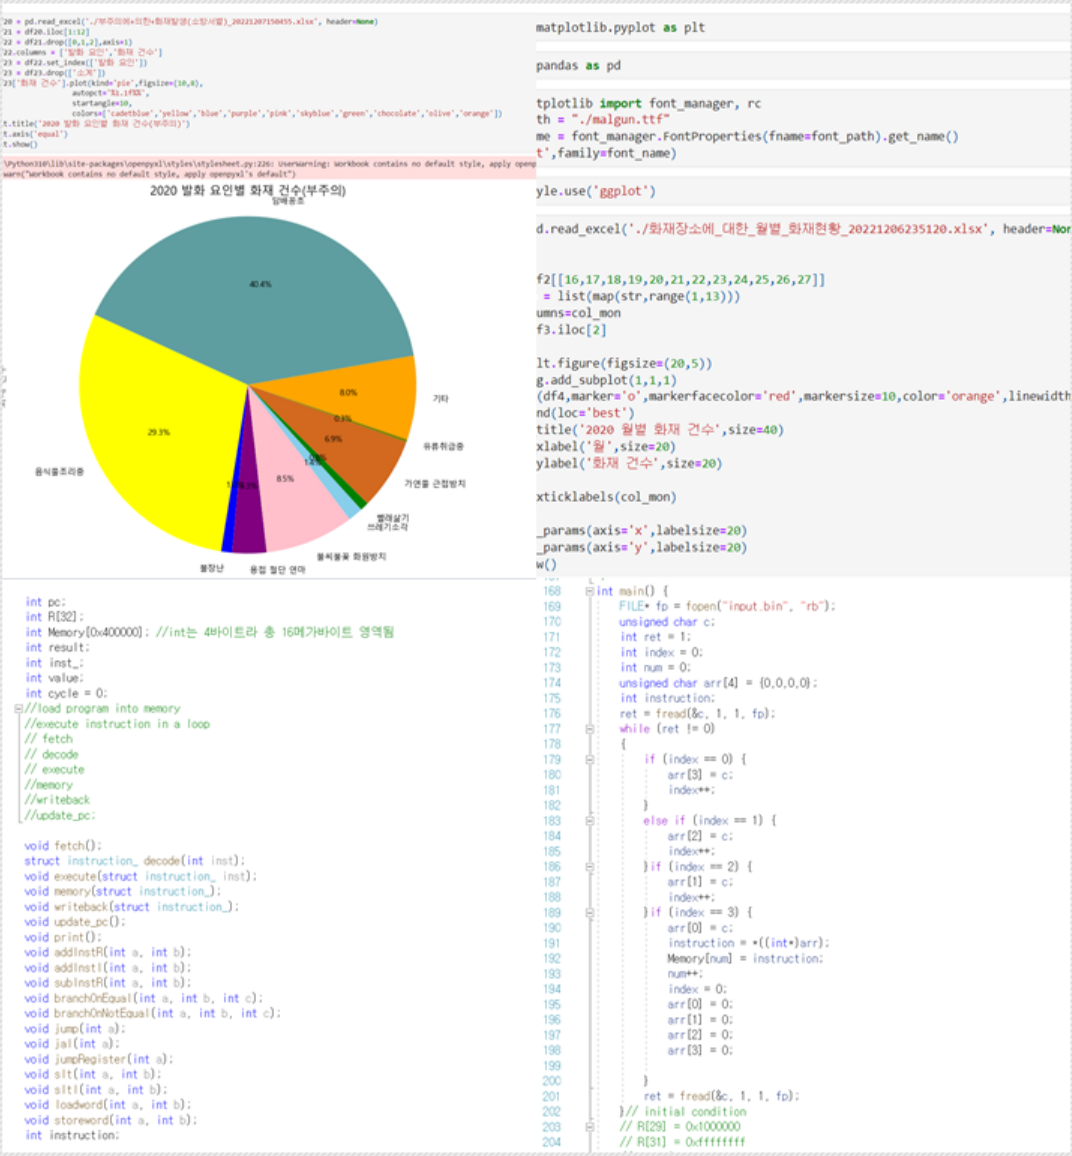 20 = pd.read_excel('./부주의에+의한+화재발생(소방서별)_20221207150455.xlsx', header=None)
21 = df20.iloc[1:12]
22 = df21.drop([0,1,2],axis=1)
22.columns = ['발화 요인','화재 건수']
23 = df22.set_index(['발화 요인'])
23 = df23.drop(['소계'])
23['화재 건수'].plot(kind='pie',figsize=(10,8),
autopct='%1.1f%%',
startangle=10,
colors=['cadetblue','yellow','blue','purple','pink','skyblue','green','chocolate','olive','orange'])
t.title('2020 발화 요인별 화재 건수(부주의)')
t.axis('equal')
t.show()
\Python310\lib\site-packages\openpyxl\styles\stylesheet.py:226: UserWarning: Workbook contains no default style, apply openp
warn("Workbook contains no default style, apply openpyxl's default")
2020 발화 요인별 화재 건수(부주의)
담배꽁초
40.4%
8.0%
기타
0.3%
유류취급중
6.9%
29.3%
음식물조리중
8.5%
가연물 근접방치
빨래삶기
쓰레기소각
불씨불꽃 화원방치
불장난
용접 절단 연마
matplotlib.pyplot as plt
pandas as pd
tplotlib import font_manager, rc
th = "./malgun.ttf"
me = font_manager.FontProperties(fname=font_path).get_name()
t',family=font_name)
yle.use('ggplot')
d.read_excel('./화재장소에_대한_월별_화재현황_20221206235120.xlsx', header=Non
f2[[16,17,18,19,20,21,22,23,24,25,26,27]]
= list(map(str,range(1,13)))
umns=col_mon
f3.iloc[2]
lt.figure(figsize=(20,5))
g.add_subplot(1,1,1)
(df4,marker='o',markerfacecolor='red',markersize=10,color='orange',linewidth
nd(loc='best')
title('2020 월별 화재 건수',size=40)
xlabel('월',size=20)
ylabel('화재 건수',size=20)
xticklabels(col_mon)
_params(axis='x',labelsize=20)
_params(axis='y',labelsize=20)
w()
int pc;
int R[32];
int Memory[0x400000]; //int는 4바이트라 총 16메가바이트 영역됨
int result;
int inst_;
int value;
int cycle = 0;
//load program into memory
//execute instruction in a loop
// fetch
// decode
// execute
//memory
//writeback
//update_pc;
void fetch();
struct instruction_ decode(int inst);
void execute(struct instruction_ inst);
void memory(struct instruction_);
void writeback(struct instruction_);
void update_pc();
void print();
void addInstR(int a, int b);
void addInstI(int a, int b);
void subInstR(int a, int b);
void branchOnEqual(int a, int b, int c);
void branchOnNotEqual(int a, int b, int c);
void jump(int a);
void jal(int a);
void jumpRegister(int a);
void slt(int a, int b);
void slti(int a, int b);
void loadword(int a, int b);
void storeword(int a, int b);
int instruction;
168 int main() {
169 FILE* fp = fopen("input.bin", "rb");
170 unsigned char c;
171 int ret = 1;
172 int index = 0;
173 int num = 0;
174 unsigned char arr[4] = {0,0,0,0};
175 int instruction;
176 ret = fread(&c, 1, 1, fp);
177 while (ret != 0)
178 {
179 if (index == 0) {
180 arr[3] = c;
181 index++;
182 }
183 else if (index == 1) {
184 arr[2] = c;
185 index++;
186 }if (index == 2) {
187 arr[1] = c;
188 index++;
189 }if (index == 3) {
190 arr[0] = c;
191 instruction = *((int*)arr);
192 Memory[num] = instruction;
193 num++;
194 index = 0;
195 arr[0] = 0;
196 arr[1] = 0;
197 arr[2] = 0;
198 arr[3] = 0;
199
200 }
201 ret = fread(&c, 1, 1, fp);
202 }// initial condition
203 // R[29] = 0x1000000
204 // R[31] = 0xffffffff